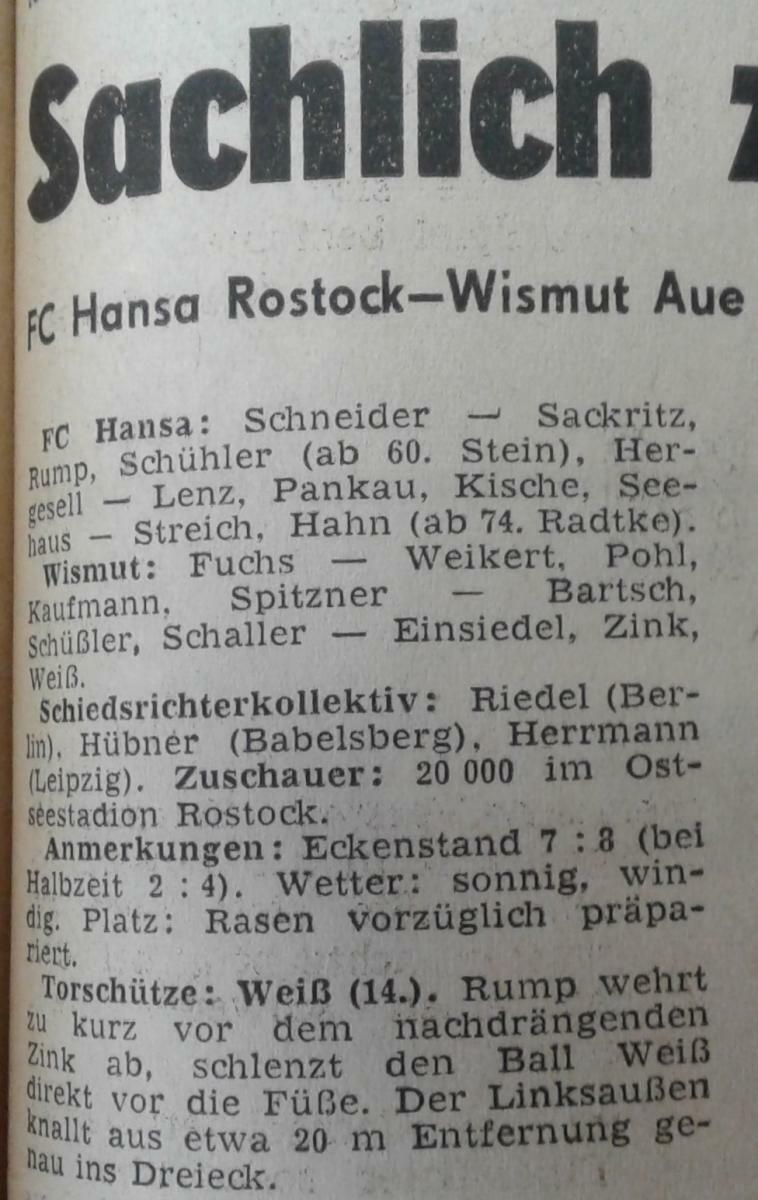 Sachlich z
FC Hansa Rostock—Wismut Aue
FC Hansa: Schneider — Sackritz,
Rump, Schühler (ab 60. Stein), Her-
gesell — Lenz, Pankau, Kische, See-
haus — Streich, Hahn (ab 74. Radtke).
Wismut: Fuchs — Weikert, Pohl,
Kaufmann, Spitzner — Bartsch,
Schüßler, Schaller — Einsiedel, Zink,
Weiß.
Schiedsrichterkollektiv: Riedel (Ber-
lin), Hübner (Babelsberg), Herrmann
(Leipzig). Zuschauer: 20 000 im Ost-
seestadion Rostock.
Anmerkungen: Eckenstand 7 : 8 (bei
Halbzeit 2 : 4). Wetter: sonnig, win-
dig. Platz: Rasen vorzüglich präpa-
riert.
Torschütze: Weiß (14.). Rump wehrt
zu kurz vor dem nachdrängenden
Zink ab, schlenzt den Ball Weiß
direkt vor die Füße. Der Linksaußen
knallt aus etwa 20 m Entfernung ge-
nau ins Dreieck.